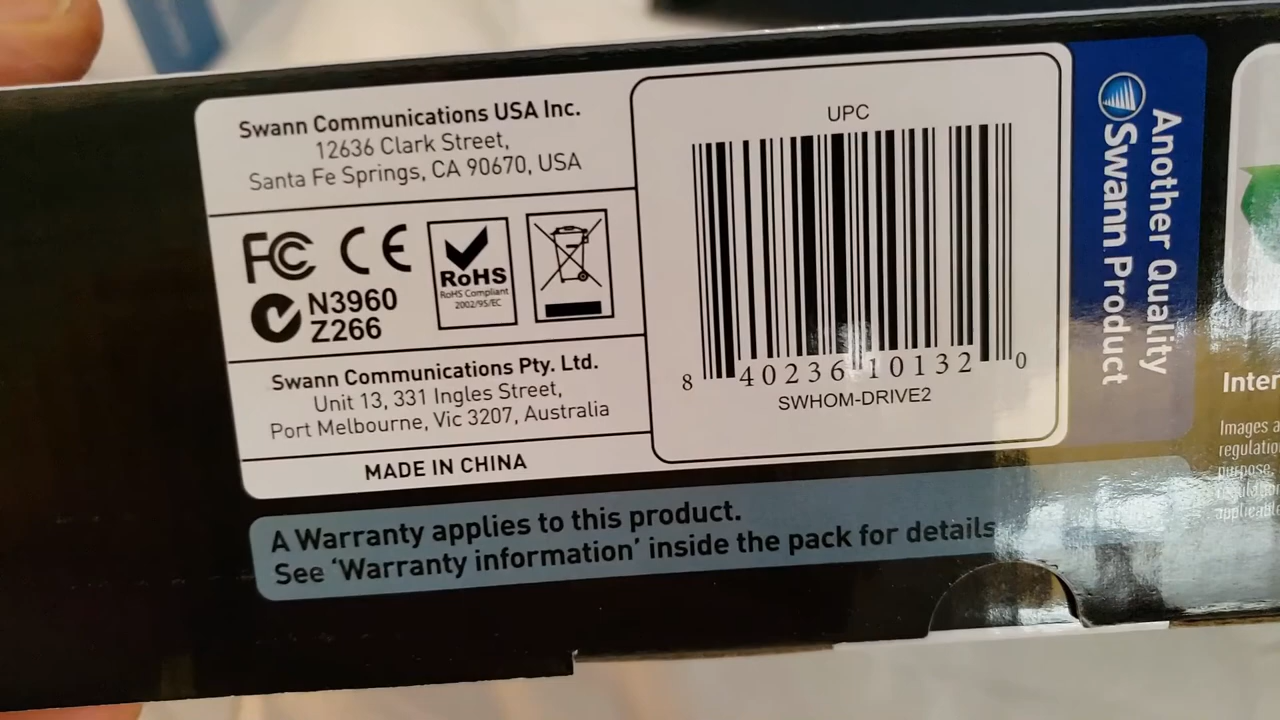 Swann Communications USA Inc.
12636 Clark Street,
Santa Fe Springs, CA 90670, USA
FC CE
RoHS
RoHS Compliant
2002/95/EC
N3960
Z266
Swann Communications Pty. Ltd.
Unit 13, 331 Ingles Street,
Port Melbourne, Vic 3207, Australia
MADE IN CHINA
UPC
8 40236 10132 0
SWHOM-DRIVE2
Another Quality
Swann Product
A Warranty applies to this product.
See ‘Warranty information’ inside the pack for details
Images a
purpose.